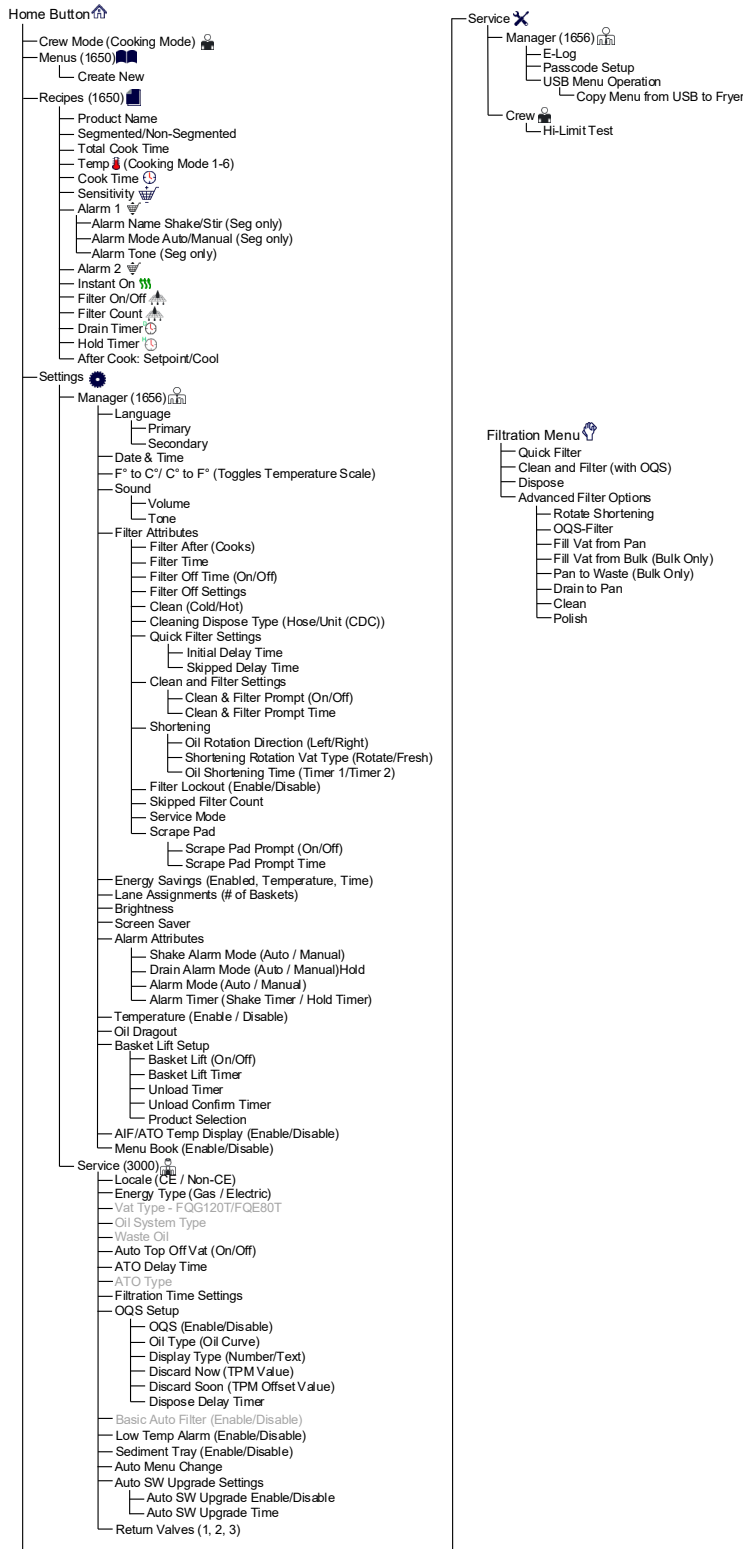 Home Button
Crew Mode (Cooking Mode)
Menus (1650)
Create New
Recipes (1650)
Product Name
Segmented/Non-Segmented
Total Cook Time
Temp (Cooking Mode 1-6)
Cook Time
Sensitivity
Alarm 1
Alarm Name Shake/Stir (Seg only)
Alarm Mode Auto/Manual (Seg only)
Alarm Tone (Seg only)
Alarm 2
Instant On
Filter On/Off
Filter Count
Drain Timer
Hold Timer
After Cook: Setpoint/Cool
Settings
Manager (1656)
Language
Primary
Secondary
Date & Time
F° to C°/ C° to F° (Toggles Temperature Scale)
Sound
Volume
Tone
Filter Attributes
Filter After (Cooks)
Filter Time
Filter Off Time (On/Off)
Filter Off Settings
Clean (Cold/Hot)
Cleaning Dispose Type (Hose/Unit (CDC))
Quick Filter Settings
Initial Delay Time
Skipped Delay Time
Clean and Filter Settings
Clean & Filter Prompt (On/Off)
Clean & Filter Prompt Time
Shortening
Oil Rotation Direction (Left/Right)
Shortening Rotation Vat Type (Rotate/Fresh)
Oil Shortening Time (Timer 1/Timer 2)
Filter Lockout (Enable/Disable)
Skipped Filter Count
Service Mode
Scrape Pad
Scrape Pad Prompt (On/Off)
Scrape Pad Prompt Time
Energy Savings (Enabled, Temperature, Time)
Lane Assignments (# of Baskets)
Brightness
Screen Saver
Alarm Attributes
Shake Alarm Mode (Auto / Manual)
Drain Alarm Mode (Auto / Manual)Hold
Alarm Mode (Auto / Manual)
Alarm Timer (Shake Timer / Hold Timer)
Temperature (Enable / Disable)
Oil Dragout
Basket Lift Setup
Basket Lift (On/Off)
Basket Lift Timer
Unload Timer
Unload Confirm Timer
Product Selection
AIF/ATO Temp Display (Enable/Disable)
Menu Book (Enable/Disable)
Service (3000)
Locale (CE / Non-CE)
Energy Type (Gas / Electric)
Vat Type - FQG120T/FQE80T
Oil System Type
Waste Oil
Auto Top Off Vat (On/Off)
ATO Delay Time
ATO Type
Filtration Time Settings
OQS Setup
OQS (Enable/Disable)
Oil Type (Oil Curve)
Display Type (Number/Text)
Discard Now (TPM Value)
Discard Soon (TPM Offset Value)
Dispose Delay Timer
Basic Auto Filter (Enable/Disable)
Low Temp Alarm (Enable/Disable)
Sediment Tray (Enable/Disable)
Auto Menu Change
Auto SW Upgrade Settings
Auto SW Upgrade Enable/Disable
Auto SW Upgrade Time
Return Valves (1, 2, 3)
Service
Manager (1656)
E-Log
Passcode Setup
USB Menu Operation
Copy Menu from USB to Fryer
Crew
Hi-Limit Test
Filtration Menu
Quick Filter
Clean and Filter (with OQS)
Dispose
Advanced Filter Options
Rotate Shortening
OQS-Filter
Fill Vat from Pan
Fill Vat from Bulk (Bulk Only)
Pan to Waste (Bulk Only)
Drain to Pan
Clean
Polish